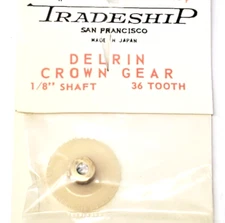 TRADESHIP
SAN FRANCISCO
MADE IN JAPAN
DELRIN
CROWN GEAR
1/8" SHAFT 36 TOOTH